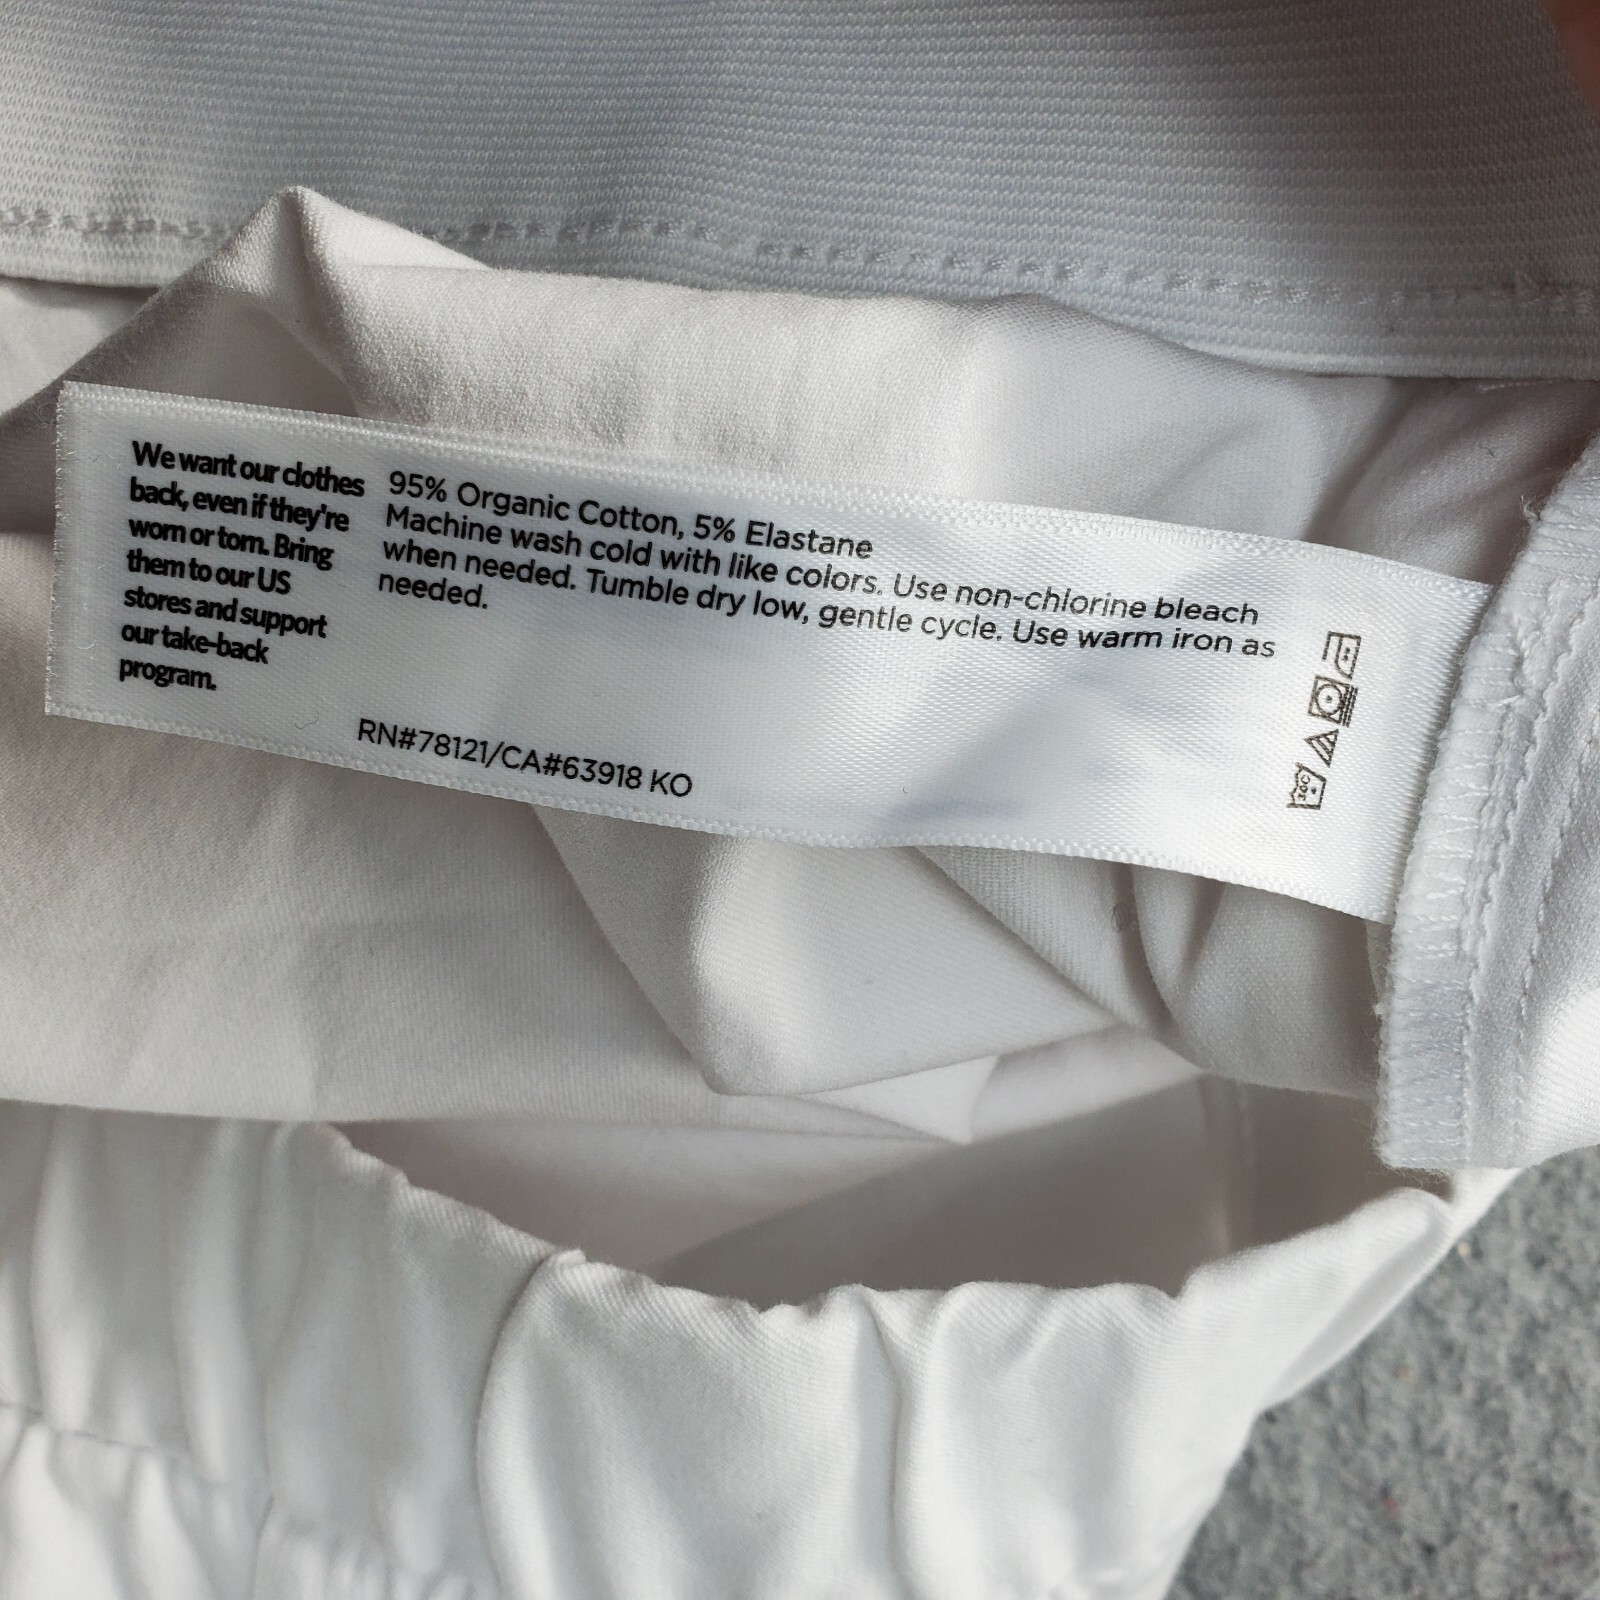 We want our clothes
back, even if they're
worn or torn. Bring
them to our US
stores and support
our take-back
program.
95% Organic Cotton, 5% Elastane
Machine wash cold with like colors. Use non-chlorine bleach
when needed. Tumble dry low, gentle cycle. Use warm iron as
needed.
RN#78121/CA#63918 KO
30C